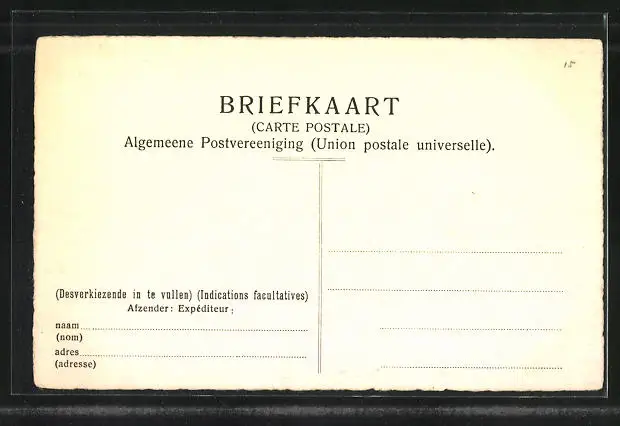 15
BRIEFKAART
(CARTE POSTALE)
Algemeene Postvereeniging (Union postale universelle).
(Desverkiezende in te vullen) (Indications facultatives)
Afzender: Expéditeur:
naam
(nom)
adres
(adresse)